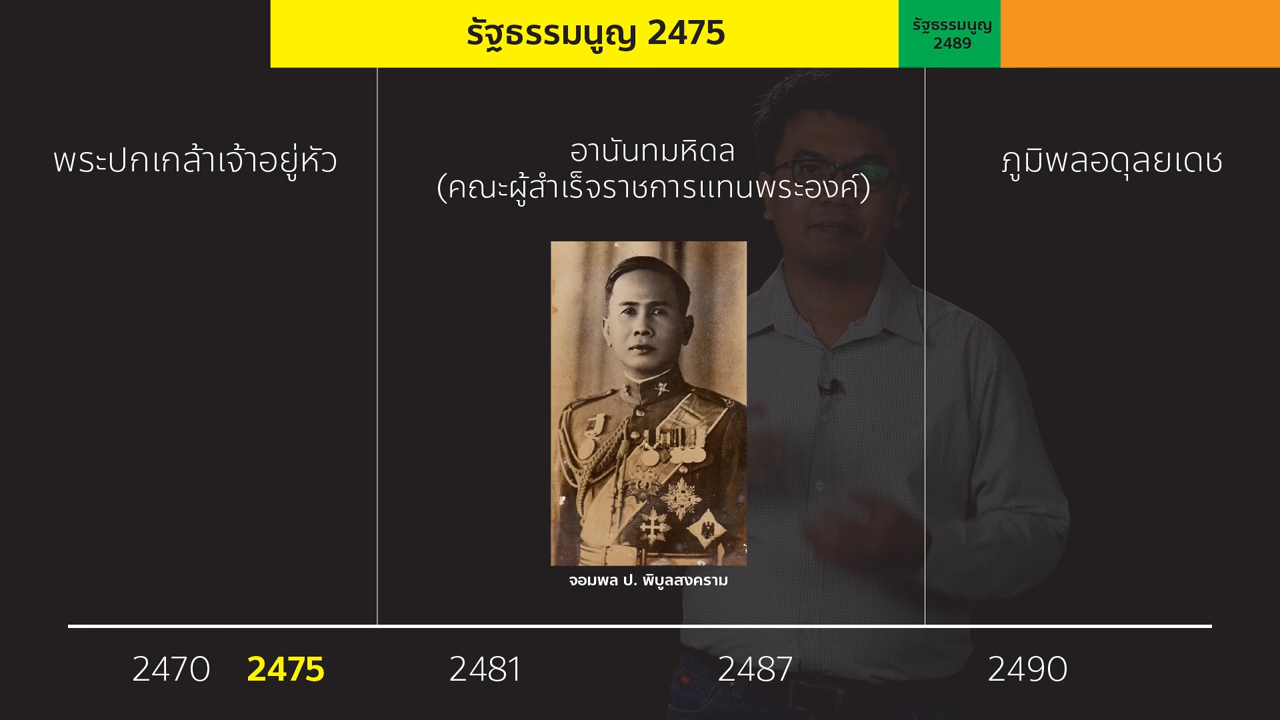 รัฐธรรมนูญ 2475
รัฐธรรมนูญ
2489
พระปกเกล้าเจ้าอยู่หัว
อานันทมหิดล
(คณะผู้สำเร็จราชการแทนพระองค์)
ภูมิพลอดุลยเดช
จอมพล ป. พิบูลสงคราม
2470 2475 2481 2487 2490